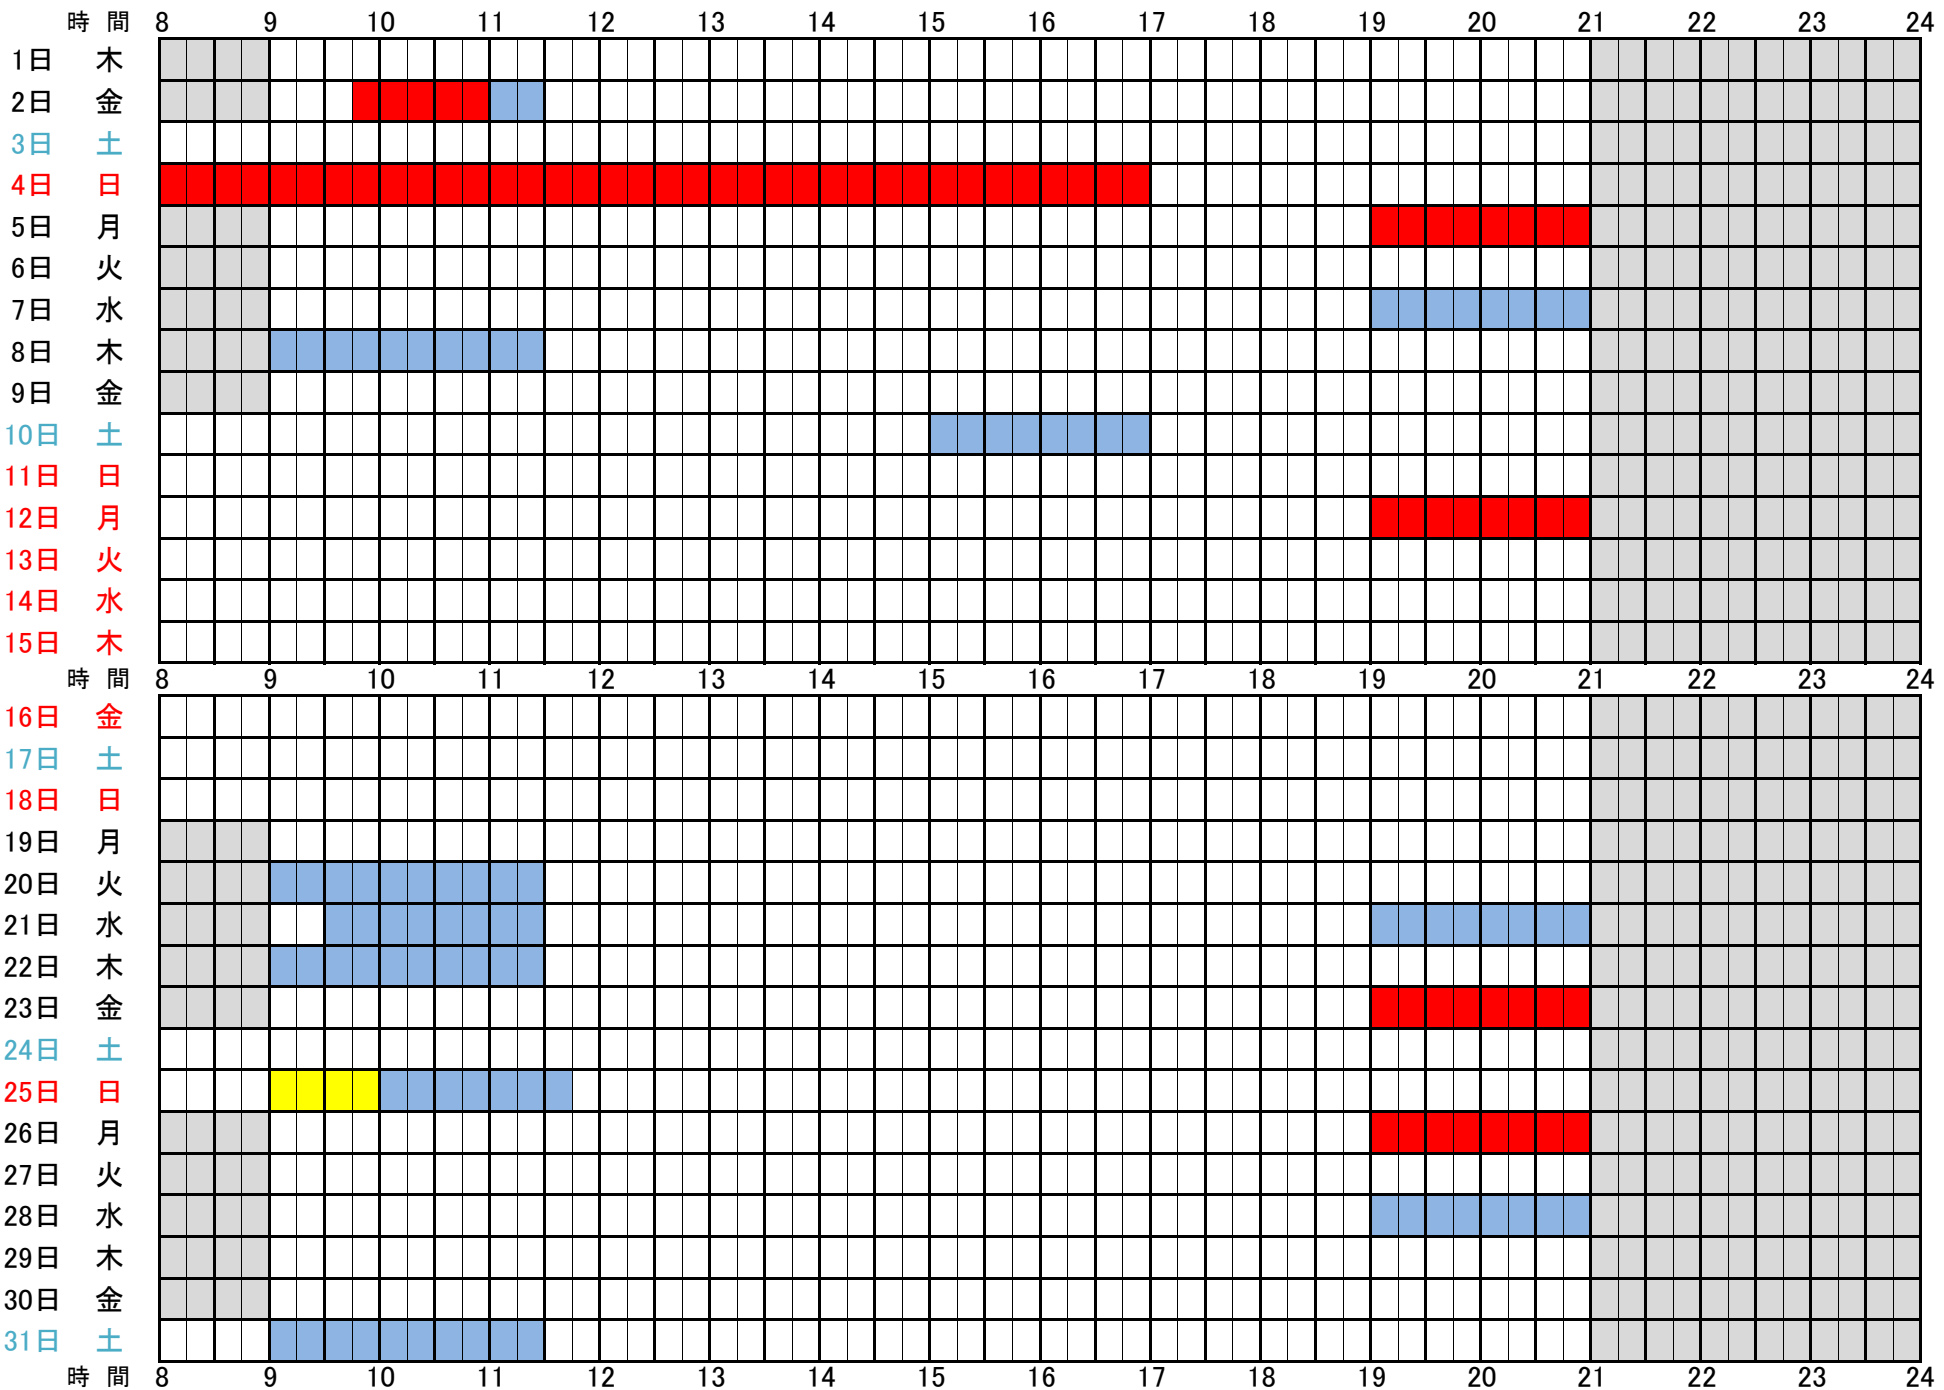 時 間 8 9 10 11 12 13 14 15 16 17 18 19 20 21 22 23 24
1日 木
2日 金
3日 土
4日 日
5日 月
6日 火
7日 水
8日 木
9日 金
10日 土
11日 日
12日 月
13日 火
14日 水
15日 木
時 間 8 9 10 11 12 13 14 15 16 17 18 19 20 21 22 23 24
16日 金
17日 土
18日 日
19日 月
20日 火
21日 水
22日 木
23日 金
24日 土
25日 日
26日 月
27日 火
28日 水
29日 木
30日 金
31日 土
時 間 8 9 10 11 12 13 14 15 16 17 18 19 20 21 22 23 24